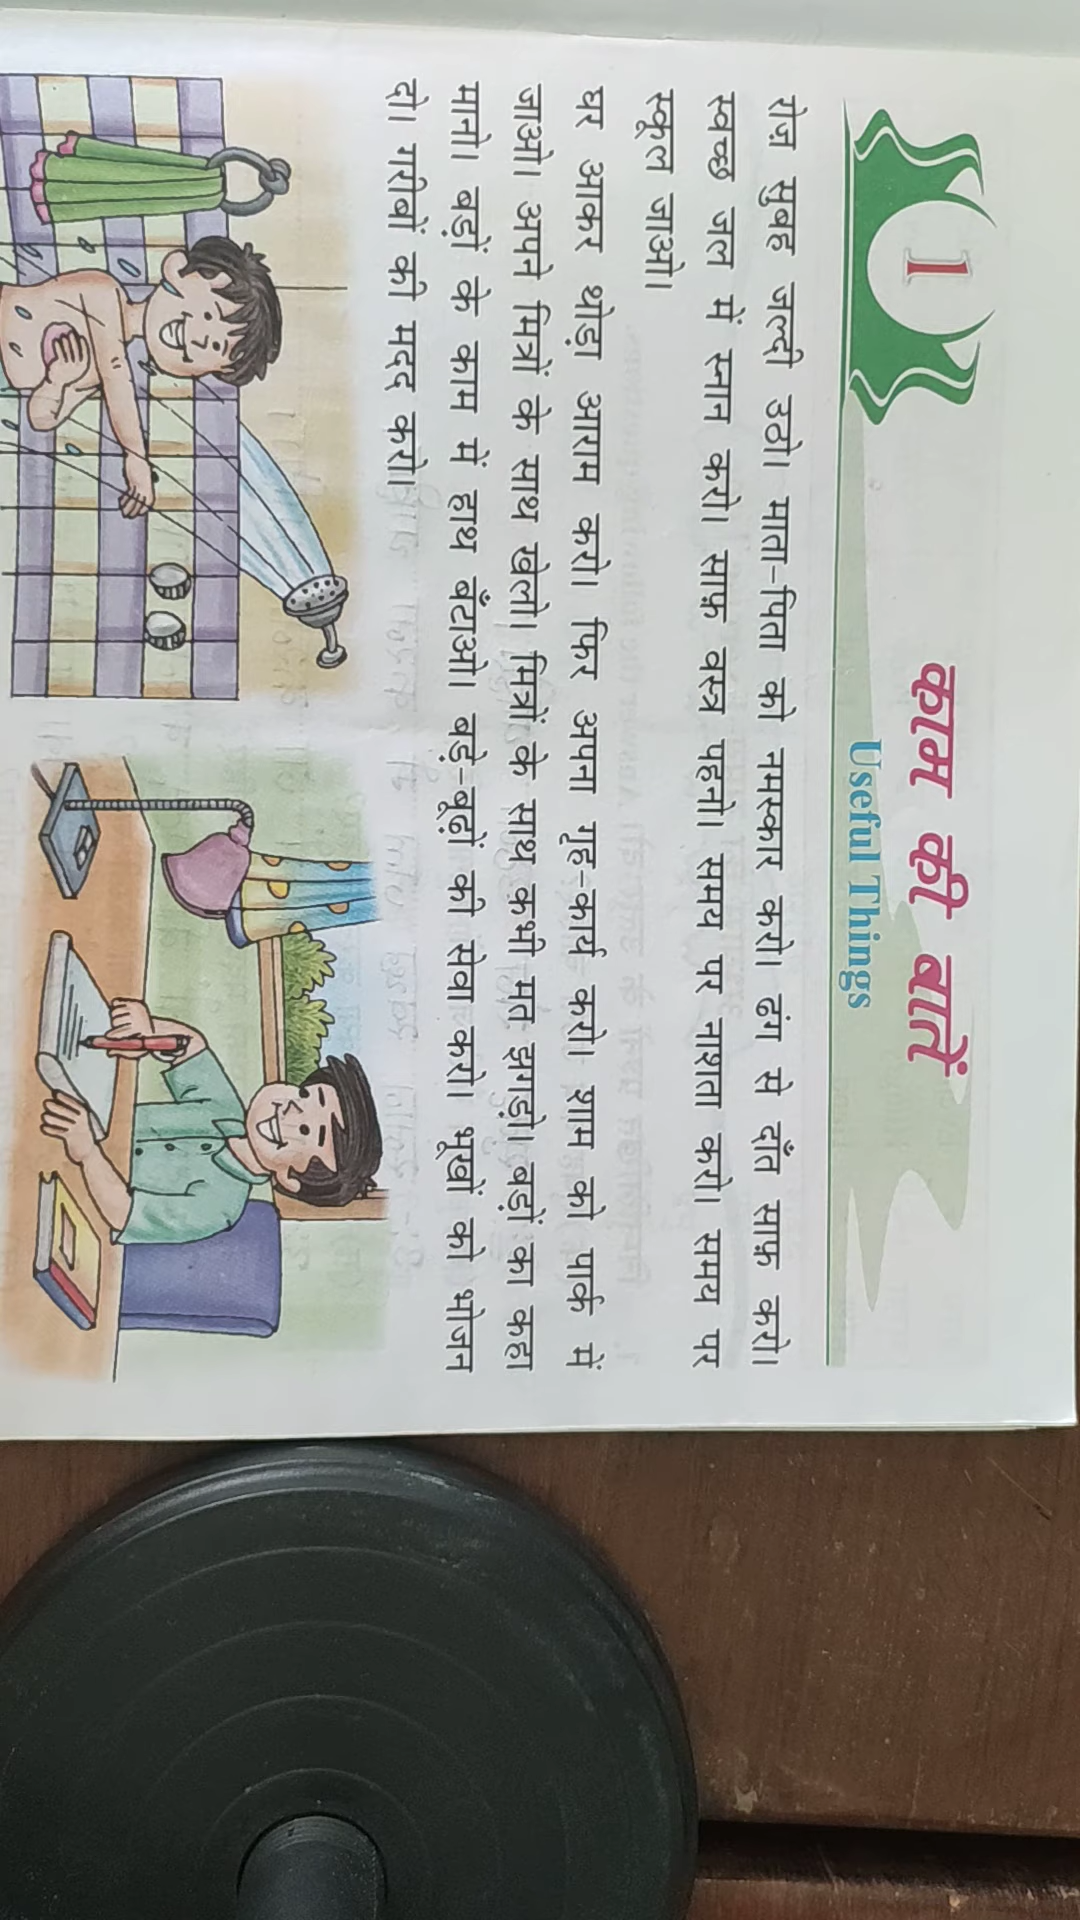 1
काम की बातें
Useful Things
रोज़ सुबह जल्दी उठो। माता-पिता को नमस्कार करो। ढंग से दाँत साफ़ करो।
स्वच्छ जल में स्नान करो। साफ़ वस्त्र पहनो। समय पर नाश्ता करो। समय पर
स्कूल जाओ।
घर आकर थोड़ा आराम करो। फिर अपना गृह-कार्य करो। शाम को पार्क में
जाओ। अपने मित्रों के साथ खेलो। मित्रों के साथ कभी मत झगड़ो। बड़ों का कहा
मानो। बड़ों के काम में हाथ बँटाओ। बड़े-बूढ़ों की सेवा करो। भूखों को भोजन
दो। गरीबों की मदद करो।